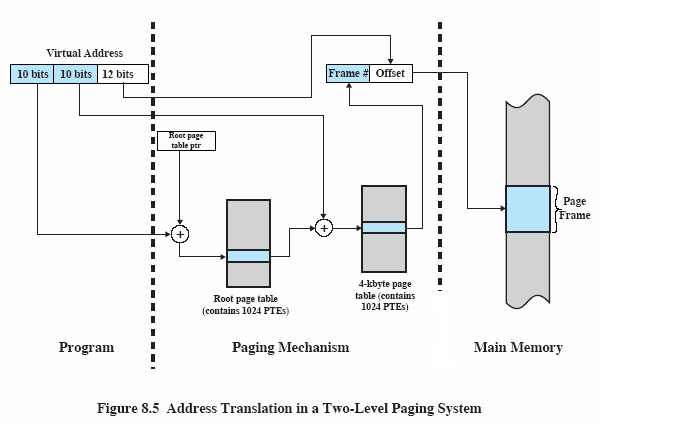 Virtual Address
10 bits 10 bits 12 bits
Frame # Offset
Root page
table ptr
+
+
Page
Frame
Root page table
(contains 1024 PTEs)
4-kbyte page
table (contains
1024 PTEs)
Program
Paging Mechanism
Main Memory
Figure 8.5 Address Translation in a Two-Level Paging System